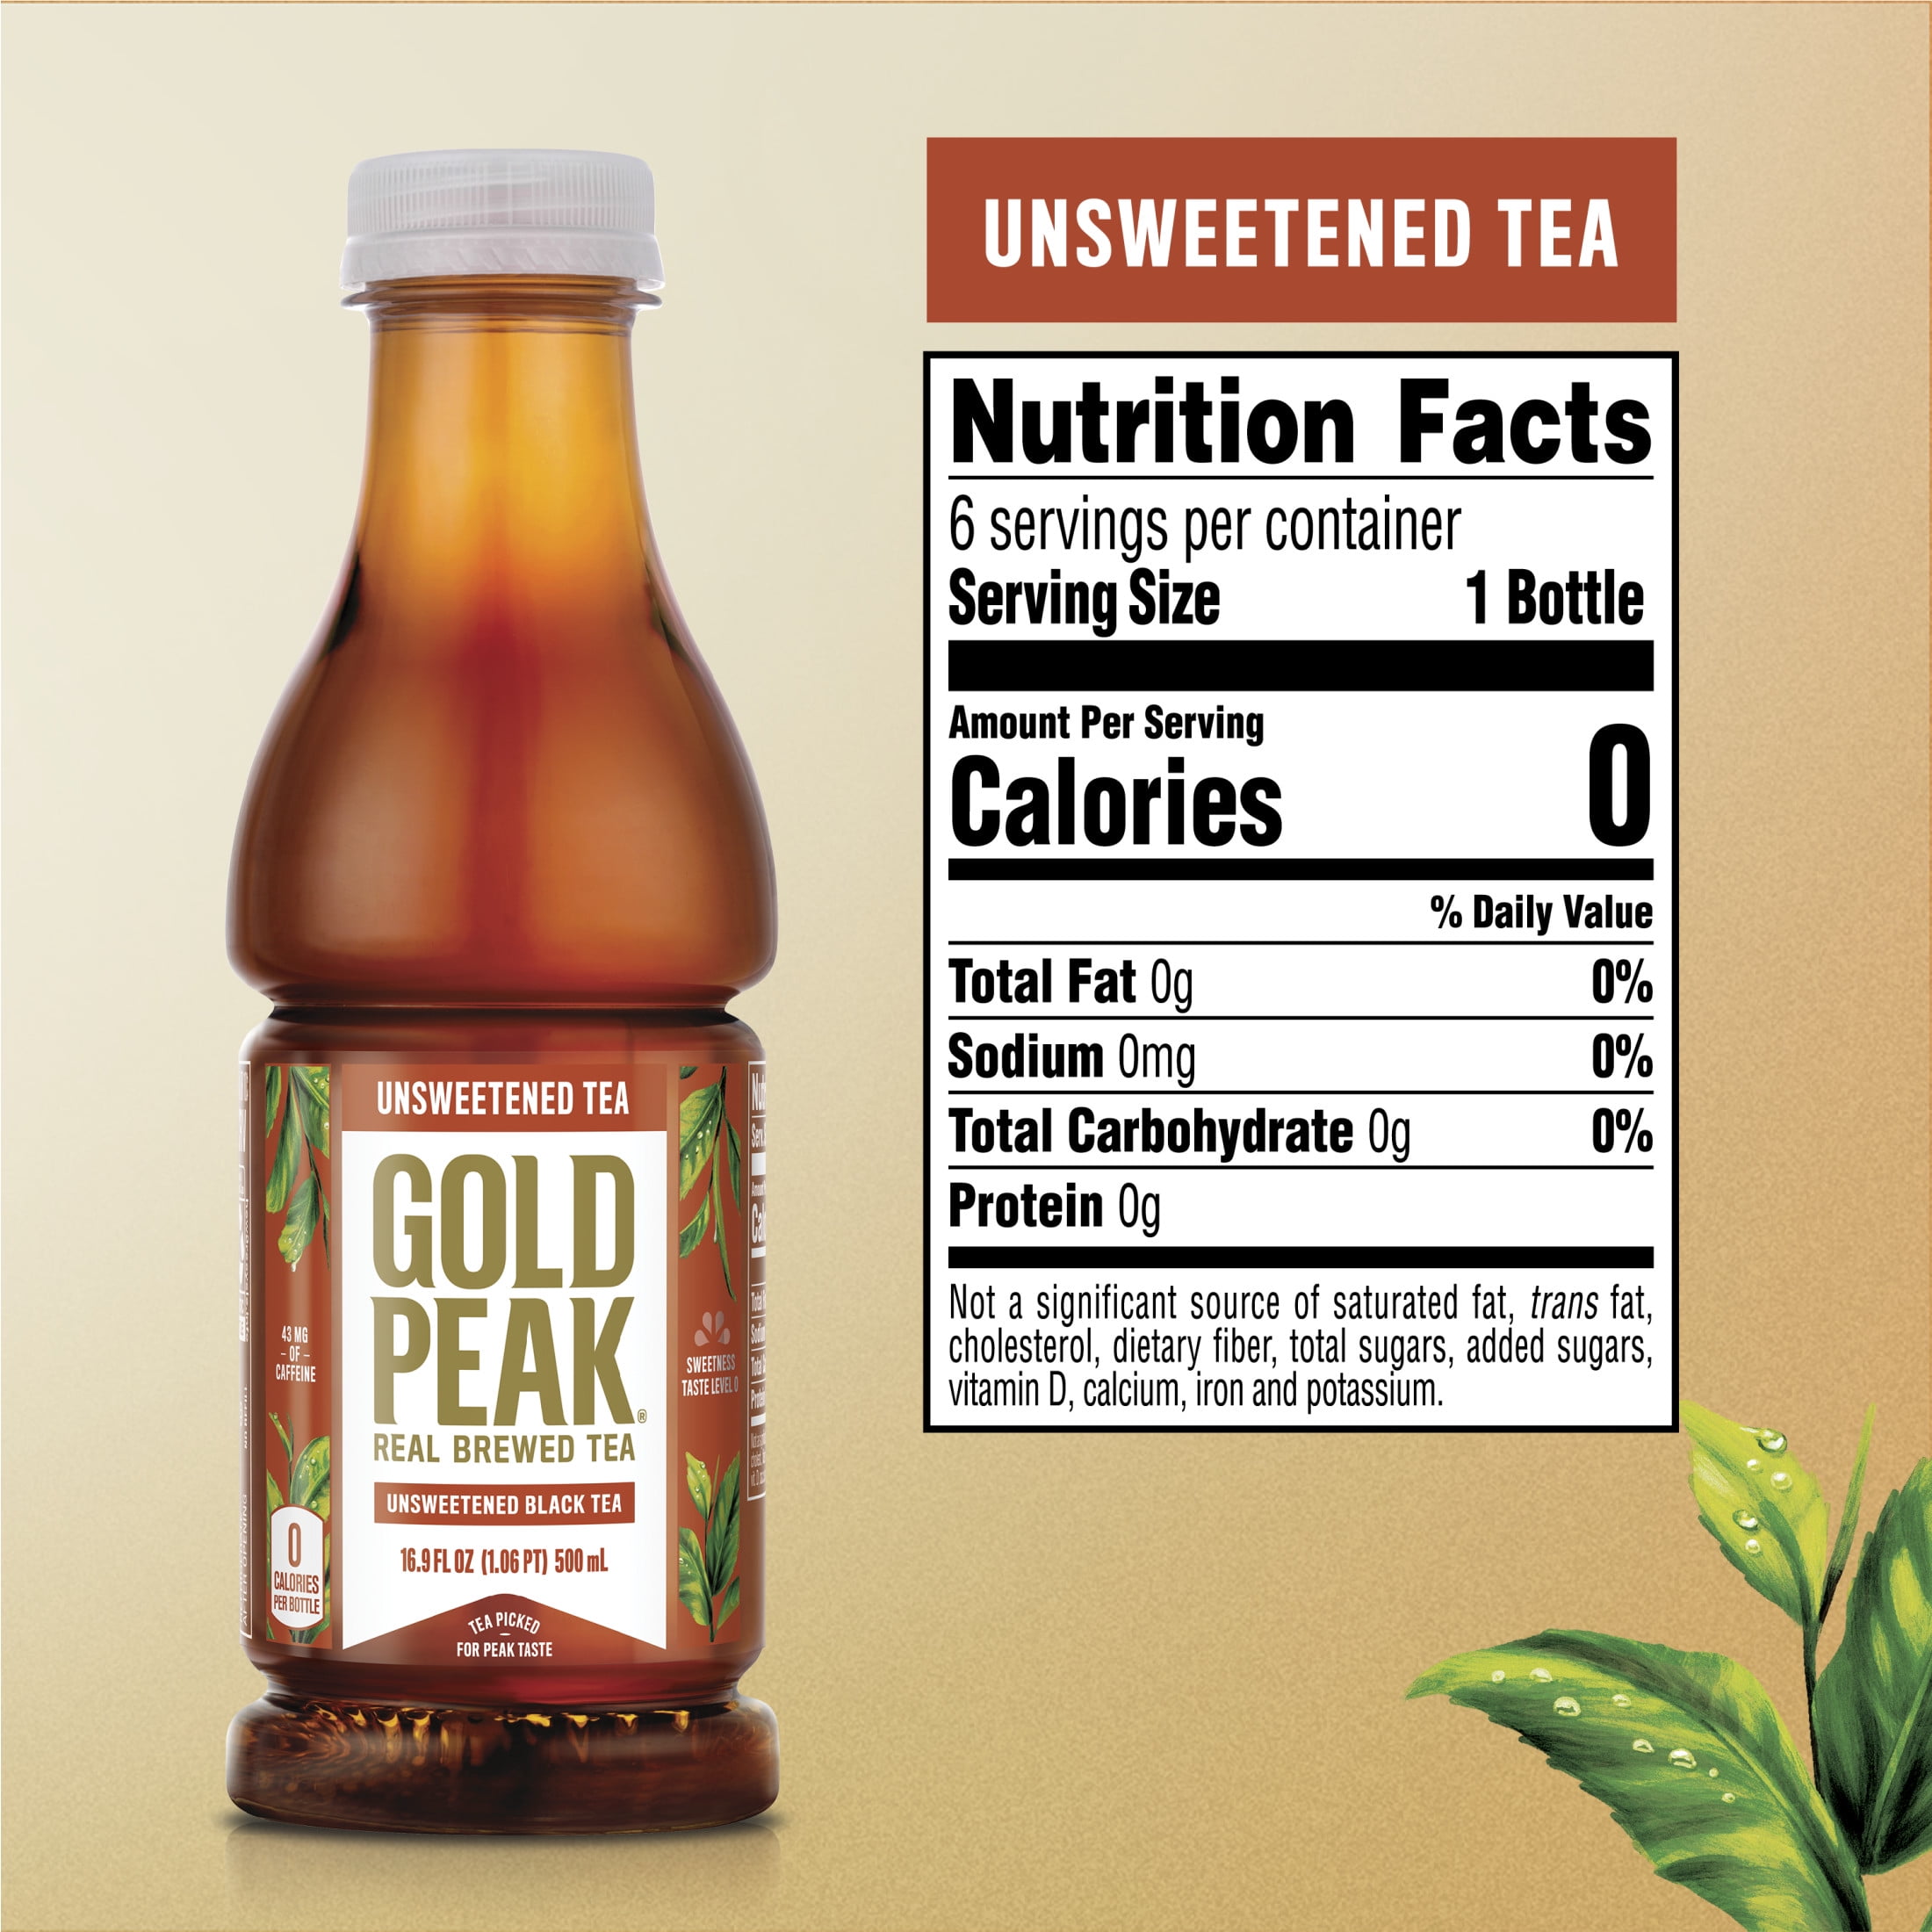 UNSWEETENED TEA
GOLD
PEAK®
REAL BREWED TEA
UNSWEETENED BLACK TEA
16.9 FL OZ (1.06 PT) 500 mL
TEA PICKED
FOR PEAK TASTE
43 MG
- OF -
CAFFEINE
0
CALORIES
PER BOTTLE
SWEETNESS
TASTE LEVEL 0
UNSWEETENED TEA
Nutrition Facts
6 servings per container
Serving Size 1 Bottle
Amount Per Serving
Calories 0
% Daily Value
Total Fat 0g 0%
Sodium 0mg 0%
Total Carbohydrate 0g 0%
Protein 0g
Not a significant source of saturated fat, trans fat,
cholesterol, dietary fiber, total sugars, added sugars,
vitamin D, calcium, iron and potassium.